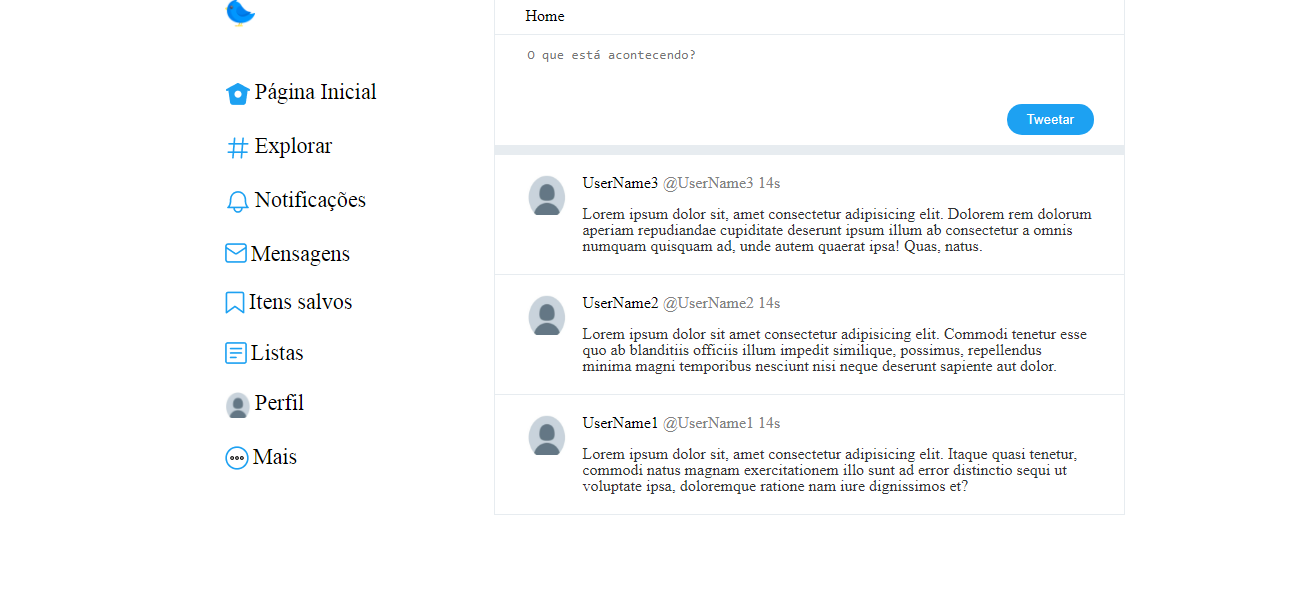 Página Inicial
Explorar
Notificações
Mensagens
Itens salvos
Listas
Perfil
Mais
Home
O que está acontecendo?
Tweetar
UserName3 @UserName3 14s
Lorem ipsum dolor sit, amet consectetur adipisicing elit. Dolorem rem dolorum
aperiam repudiandae cupiditate deserunt ipsum illum ab consectetur a omnis
numquam quisquam ad, unde autem quaerat ipsa! Quas, natus.
UserName2 @UserName2 14s
Lorem ipsum dolor sit amet consectetur adipisicing elit. Commodi tenetur esse
quo ab blanditiis officiis illum impedit similique, possimus, repellendus
minima magni temporibus nesciunt nisi neque deserunt sapiente aut dolor.
UserName1 @UserName1 14s
Lorem ipsum dolor sit, amet consectetur adipisicing elit. Itaque quasi tenetur,
commodi natus magnam exercitationem illo sunt ad error distinctio sequi ut
voluptate ipsa, doloremque ratione nam iure dignissimos et?